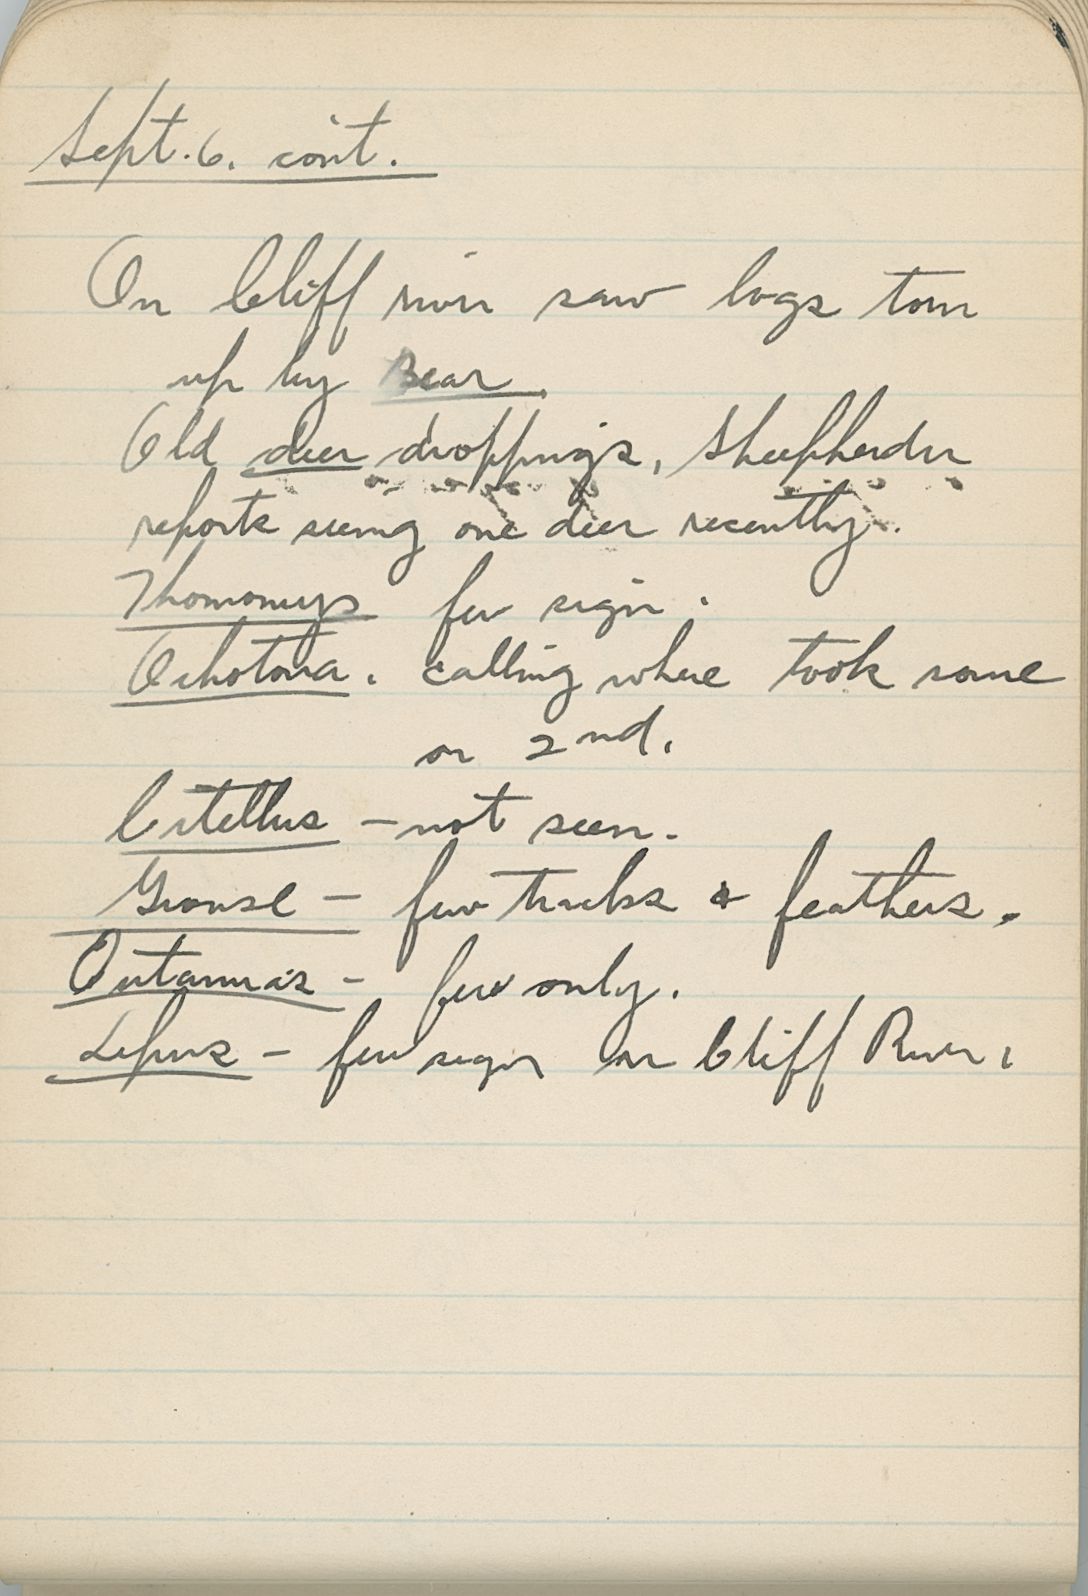 Sept. 6. cont.
On Cliff river saw logs torn
up by Bear.
Old deer droppings, Sheepherder
reports seeing one deer recently.
Thomomys few sign.
Ochotona. calling where took some
on 2nd.
Citellus – not seen.
Grouse – few tracks & feathers.
Eutamias – few only.
Lepus – few sign on Cliff River.